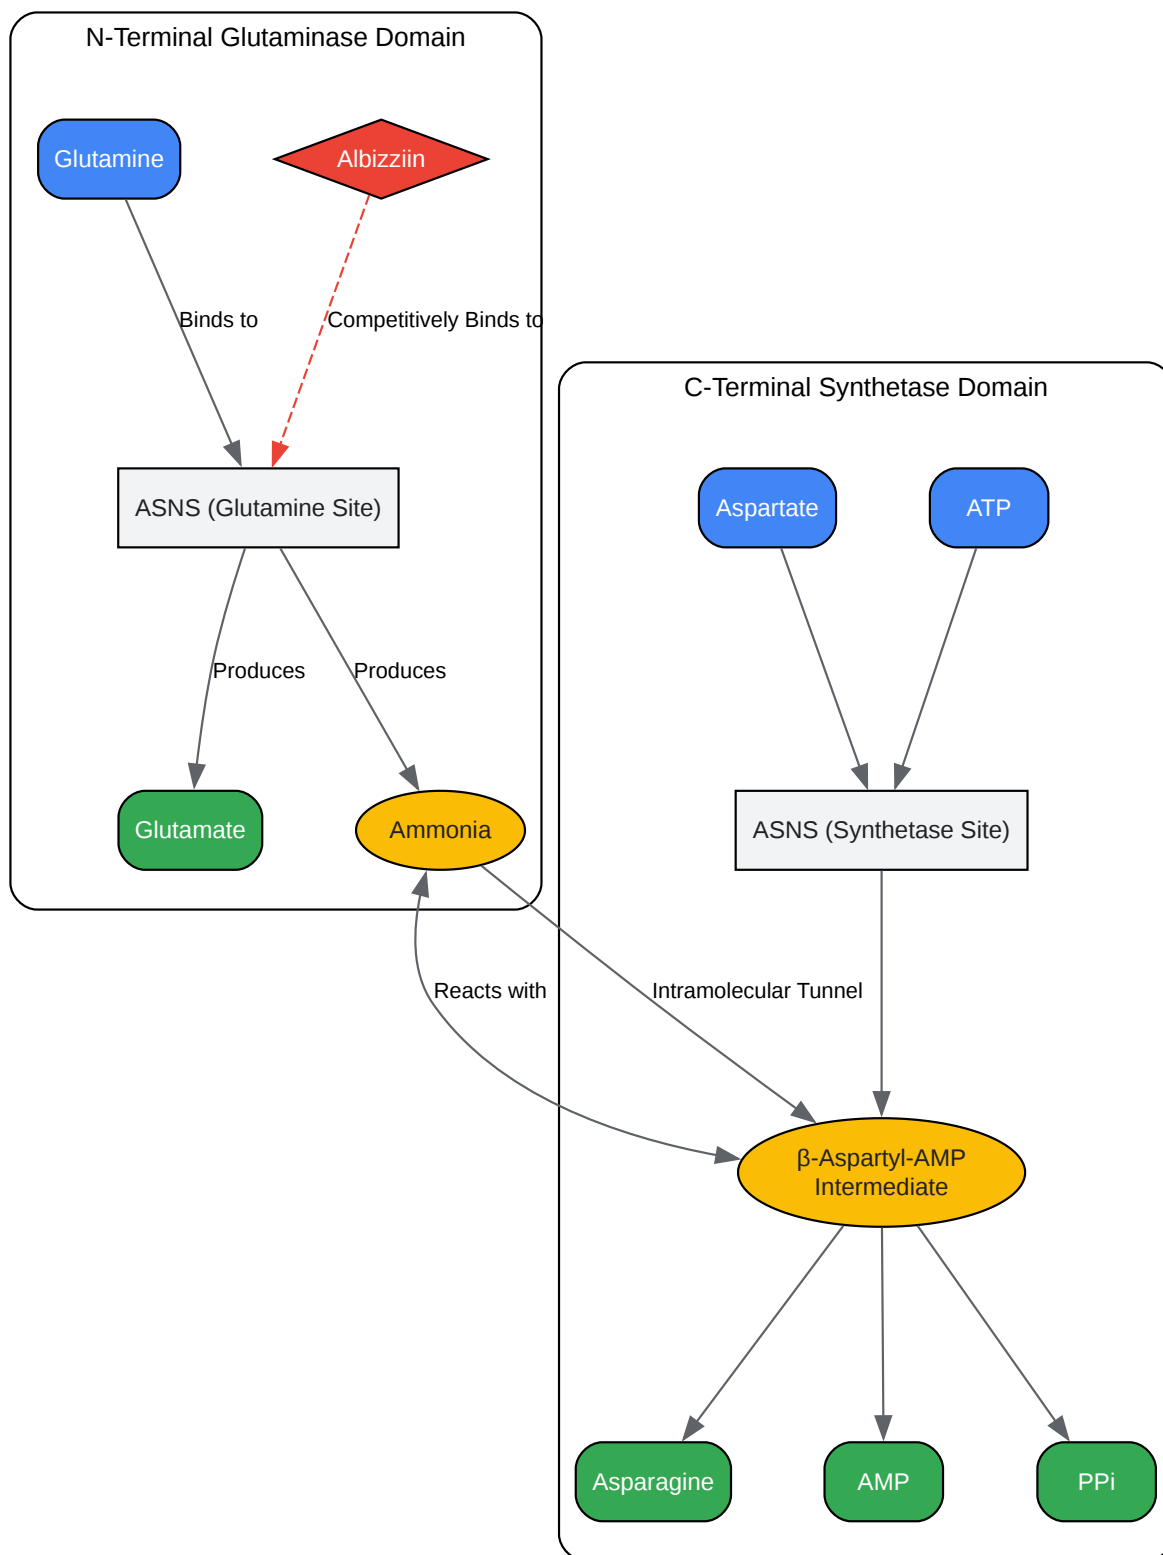 N-Terminal Glutaminase Domain
Glutamine
Albizziin
Binds to
Competitively Binds to
C-Terminal Synthetase Domain
ASNS (Glutamine Site)
Aspartate
ATP
Produces
Produces
Glutamate
Ammonia
ASNS (Synthetase Site)
Reacts with
Intramolecular Tunnel
β-Aspartyl-AMP
Intermediate
Asparagine
AMP
PPi